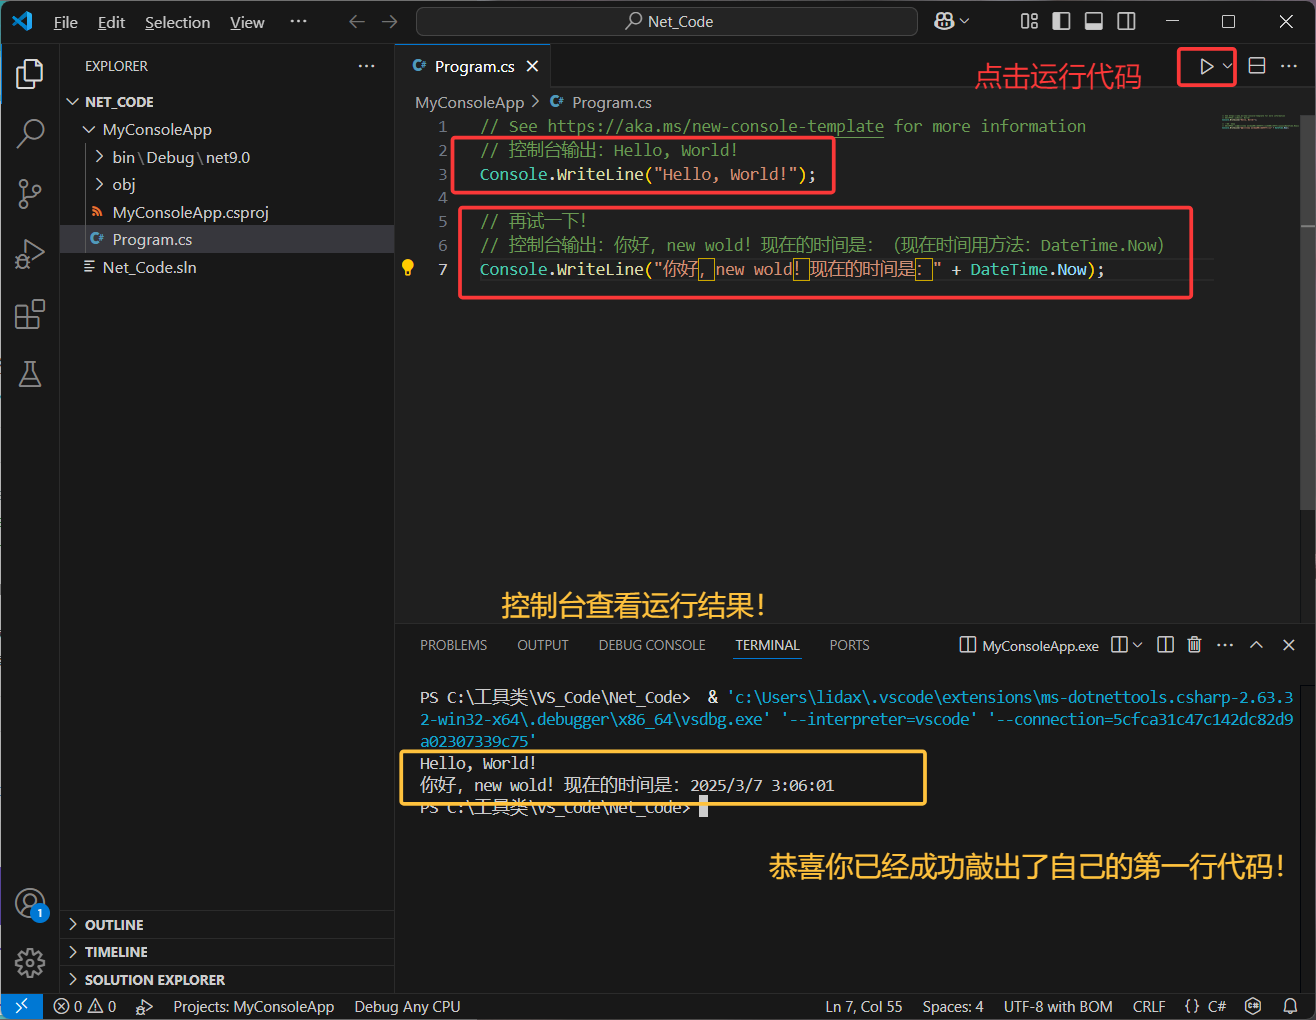 File Edit Selection View ··· Net_Code
EXPLORER ···
NET_CODE
MyConsoleApp
bin\Debug\net9.0
obj
MyConsoleApp.csproj
C# Program.cs
Net_Code.sln
OUTLINE
TIMELINE
SOLUTION EXPLORER
C# Program.cs
点击运行代码
MyConsoleApp > C# Program.cs
1 // See https://aka.ms/new-console-template for more information
2 // 控制台输出：Hello, World!
3 Console.WriteLine("Hello, World!");
4
5 // 再试一下！
6 // 控制台输出：你好，new wold！现在的时间是：（现在时间用方法：DateTime.Now）
7 Console.WriteLine("你好，new wold！现在的时间是：" + DateTime.Now);
控制台查看运行结果！
PROBLEMS OUTPUT DEBUG CONSOLE TERMINAL PORTS MyConsoleApp.exe
PS C:\工具类\VS_Code\Net_Code>  & 'c:\Users\lidax\.vscode\extensions\ms-dotnettools.csharp-2.63.3
2-win32-x64\.debugger\x86_64\vsdbg.exe' '--interpreter=vscode' '--connection=5cfca31c47c142dc82d9
a02307339c75'
Hello, World!
你好，new wold！现在的时间是：2025/3/7 3:06:01
PS C:\工具类\VS_Code\Net_Code>
恭喜你已经成功敲出了自己的第一行代码！
1
0 0 Projects: MyConsoleApp Debug Any CPU Ln 7, Col 55 Spaces: 4 UTF-8 with BOM CRLF {} C#